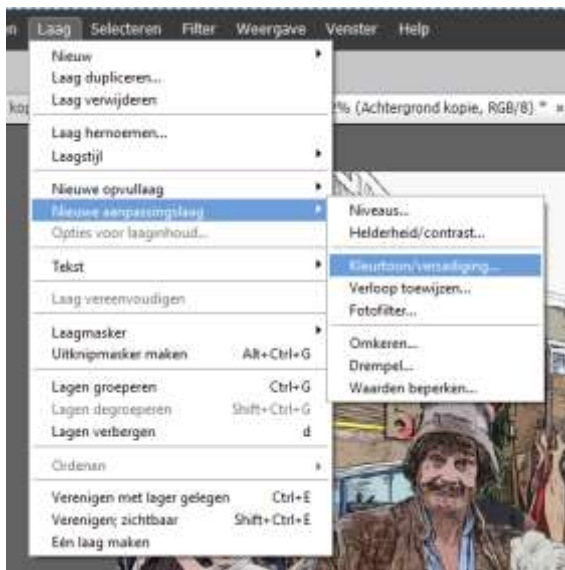 Laag Selecteren Filter Weergave Venster Help
Nieuw
Laag dupliceren...
Laag verwijderen
2% (Achtergrond kopie, RGB/8) *
Laag hernoemen...
Laagstijl
Nieuwe opvullaag
Nieuwe aanpassingslaag
Opties voor laaginhoud...
Tekst
Laag vereenvoudigen
Laagmasker
Uitknipmasker maken Alt+Ctrl+G
Lagen groeperen Ctrl+G
Lagen degroeperen Shift+Ctrl+G
Lagen verbergen d
Ordenen
Verenigen met lager gelegen Ctrl+E
Verenigen; zichtbaar Shift+Ctrl+E
Eén laag maken
Niveaus...
Helderheid/contrast...
Kleurtoon/verzadiging...
Verloop toewijzen...
Fotofilter...
Omkeren...
Drempel...
Waarden beperken...